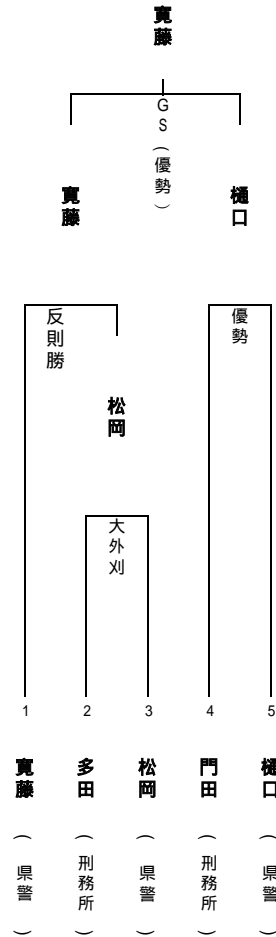 寛藤
GS（優勢）
寛藤
樋口
反則勝
優勢
松岡
大外刈
1 2 3 4 5
寛藤（県警）
多田（刑務所）
松岡（県警）
門田（刑務所）
樋口（県警）